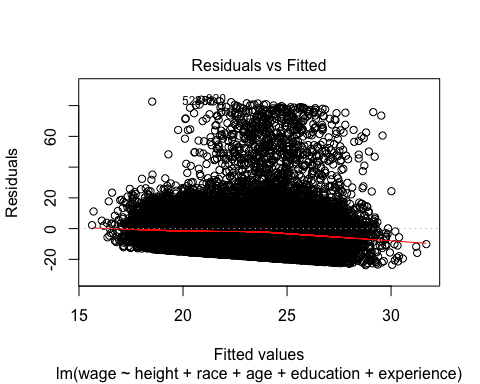 Residuals vs Fitted
Residuals
60
20
0
-20
15
20
25
30
Fitted values
lm(wage ~ height + race + age + education + experience)